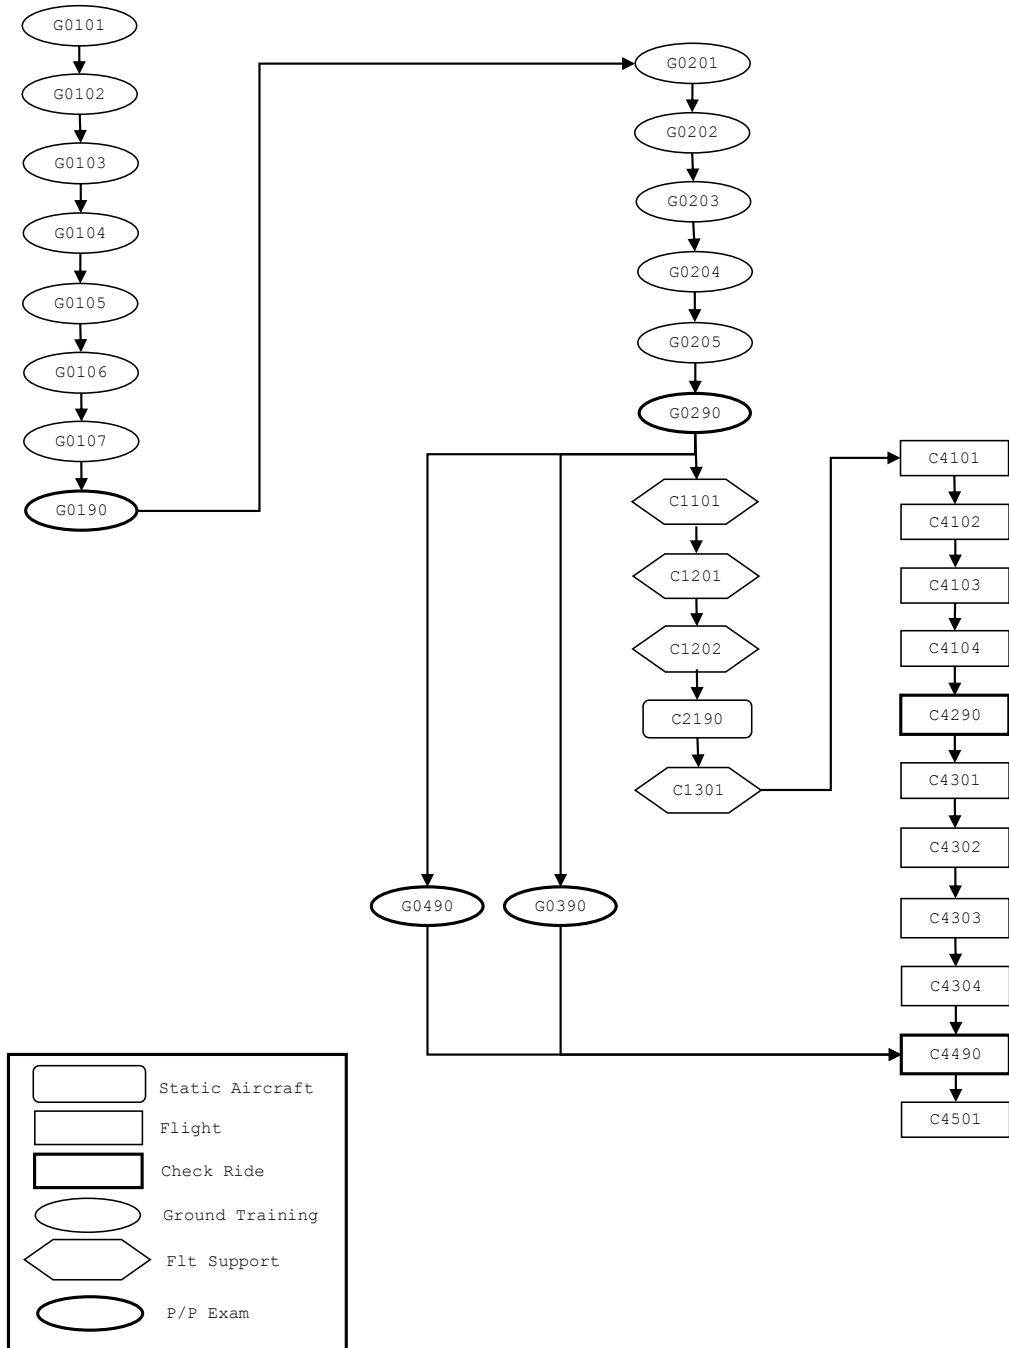 G0101
G0102
G0103
G0104
G0105
G0106
G0107
G0190
G0201
G0202
G0203
G0204
G0205
G0290
C1101
C1201
C1202
C2190
C1301
G0490
G0390
C4101
C4102
C4103
C4104
C4290
C4301
C4302
C4303
C4304
C4490
C4501
Static Aircraft
Flight
Check Ride
Ground Training
Flt Support
P/P Exam